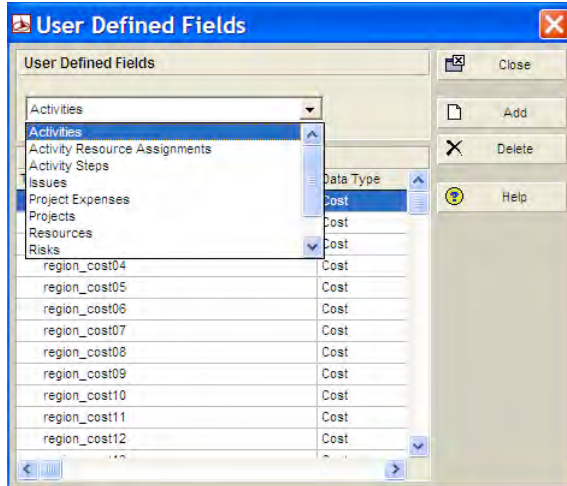 User Defined Fields
User Defined Fields
Close
Activities
Add
Activities
Activity Resource Assignments
Activity Steps
Delete
Issues
Data Type
Project Expenses
Cost
Help
Projects
Cost
Resources
Risks
Cost
region_cost04 Cost
region_cost05 Cost
region_cost06 Cost
region_cost07 Cost
region_cost08 Cost
region_cost09 Cost
region_cost10 Cost
region_cost11 Cost
region_cost12 Cost